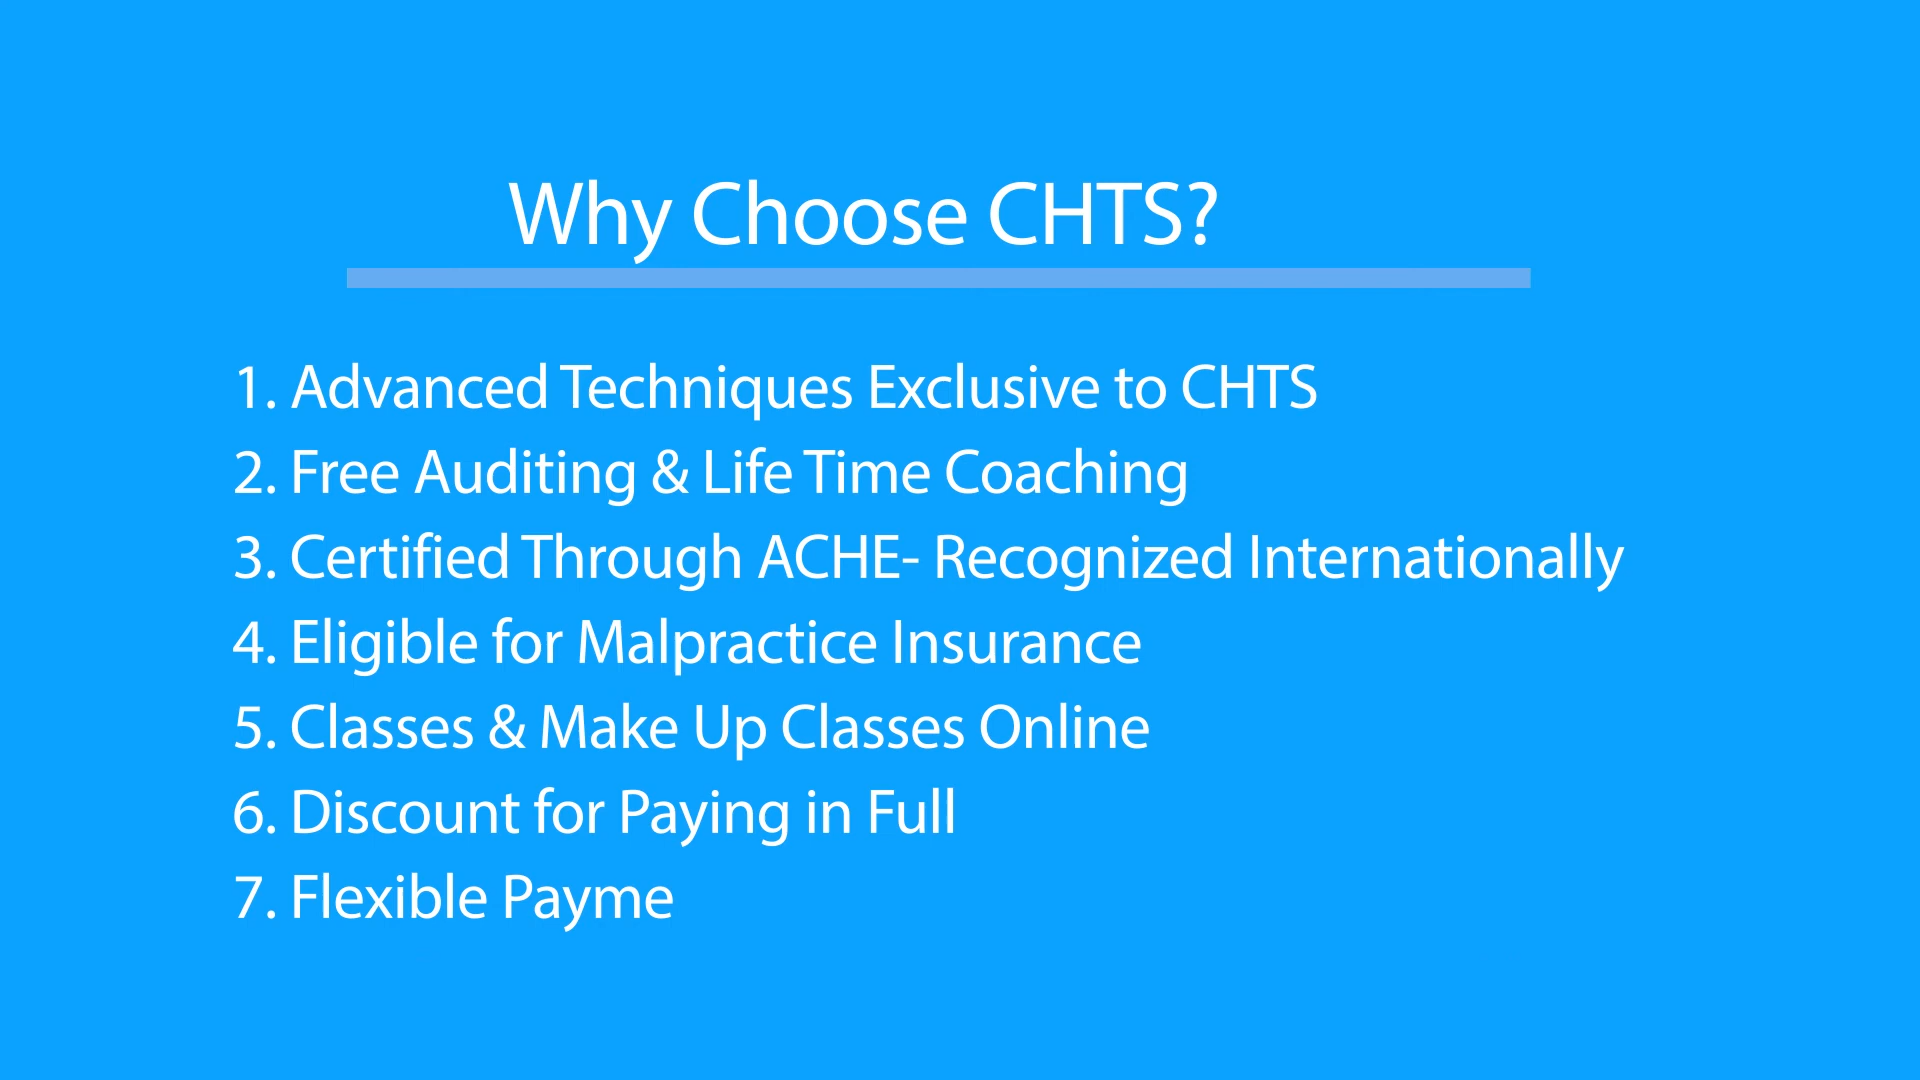 Why Choose CHTS?
1. Advanced Techniques Exclusive to CHTS
2. Free Auditing & Life Time Coaching
3. Certified Through ACHE- Recognized Internationally
4. Eligible for Malpractice Insurance
5. Classes & Make Up Classes Online
6. Discount for Paying in Full
7. Flexible Payme